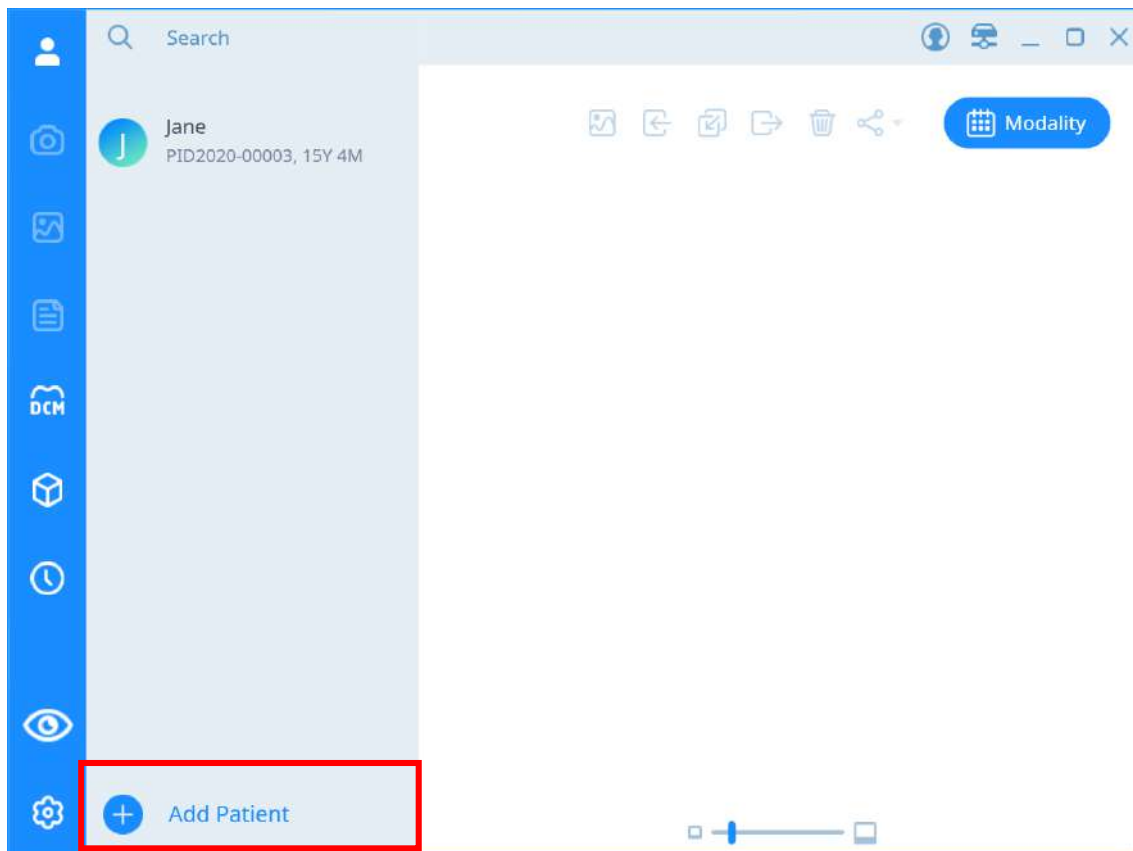 Search
Jane
J
PID2020-00003, 15Y 4M
Modality
DCM
Add Patient